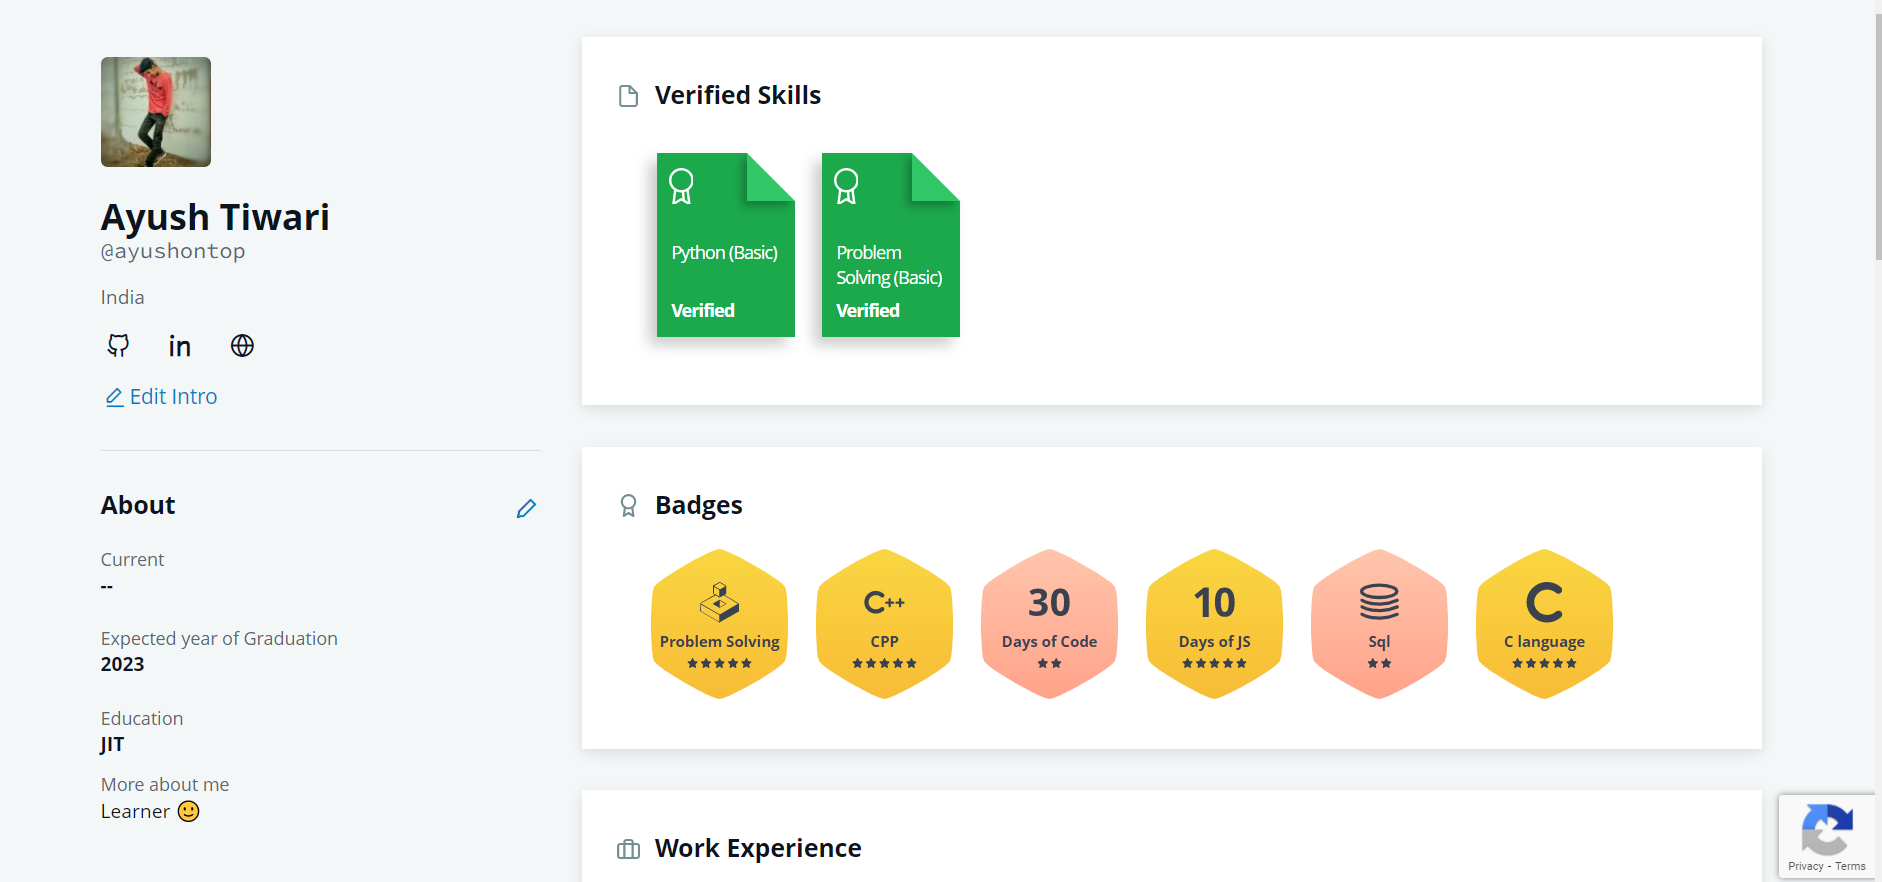 Ayush Tiwari
@ayushontop
India
in
Edit Intro
About
Current
--
Expected year of Graduation
2023
Education
JIT
More about me
Learner 🙂
Verified Skills
Python (Basic)
Verified
Problem
Solving (Basic)
Verified
Badges
Problem Solving
C++
CPP
30
Days of Code
10
Days of JS
Sql
C
C language
Work Experience
Privacy - Terms